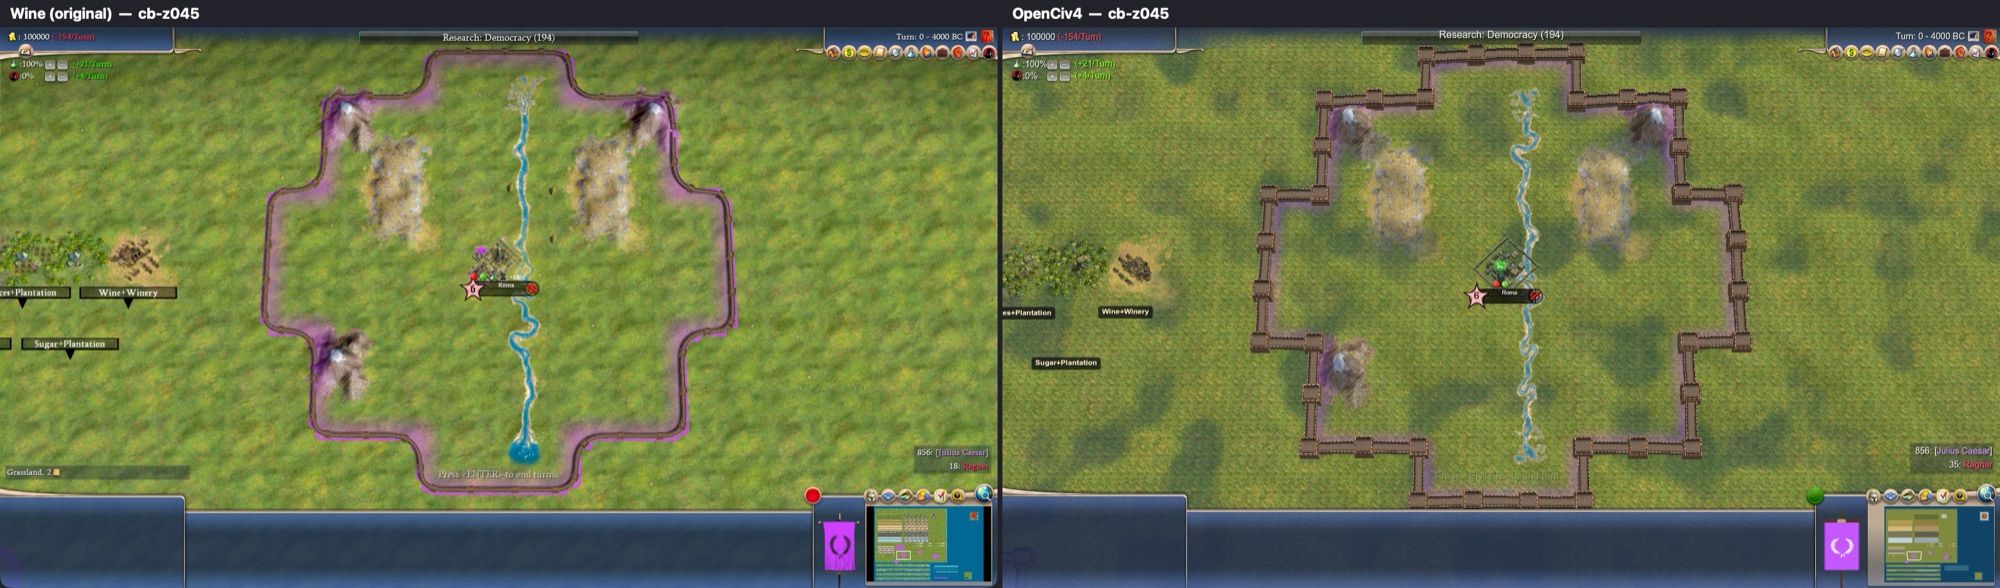 Wine (original) — cb-z045
: 100000 (-154/Turn)
Research: Democracy (194)
Turn: 0 - 4000 BC
:100% (+21/Turn)
:0% (+4/Turn)
ces+Plantation
Wine+Winery
Sugar+Plantation
6 Roma
Grassland, 2
Press <ENTER> to end turn...
856: [Julius Caesar]
18: Ragnar
OpenCiv4 — cb-z045
: 100000 (-154/Turn)
Research: Democracy (194)
Turn: 0 - 4000 BC
:100% (+21/Turn)
:0% (+4/Turn)
es+Plantation
Wine+Winery
Sugar+Plantation
6 Roma
856: [Julius Caesar]
35: Ragnar